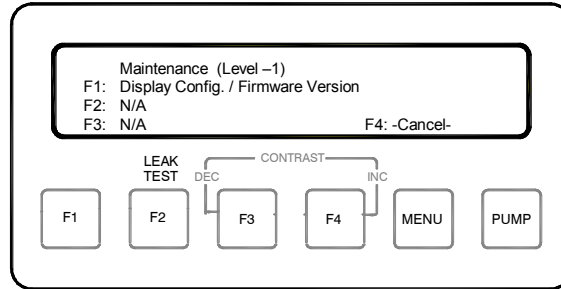 Maintenance (Level –1)
F1: Display Config. / Firmware Version
F2: N/A
F3: N/A F4: -Cancel-
LEAK
TEST
CONTRAST
DEC INC
F1 F2 F3 F4 MENU PUMP